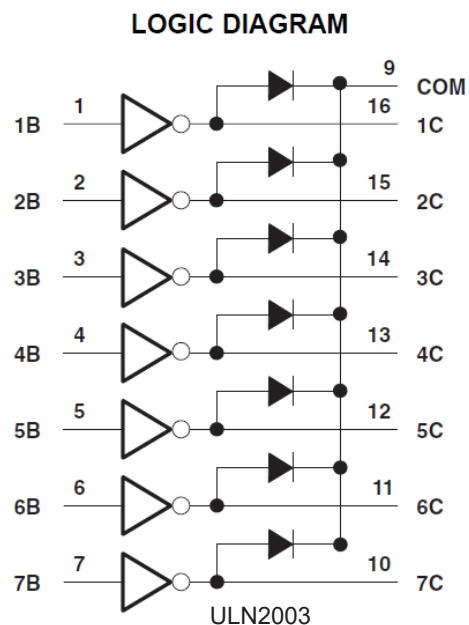 LOGIC DIAGRAM
9
COM
1B 1 16 1C
2B 2 15 2C
3B 3 14 3C
4B 4 13 4C
5B 5 12 5C
6B 6 11 6C
7B 7 10 7C
ULN2003